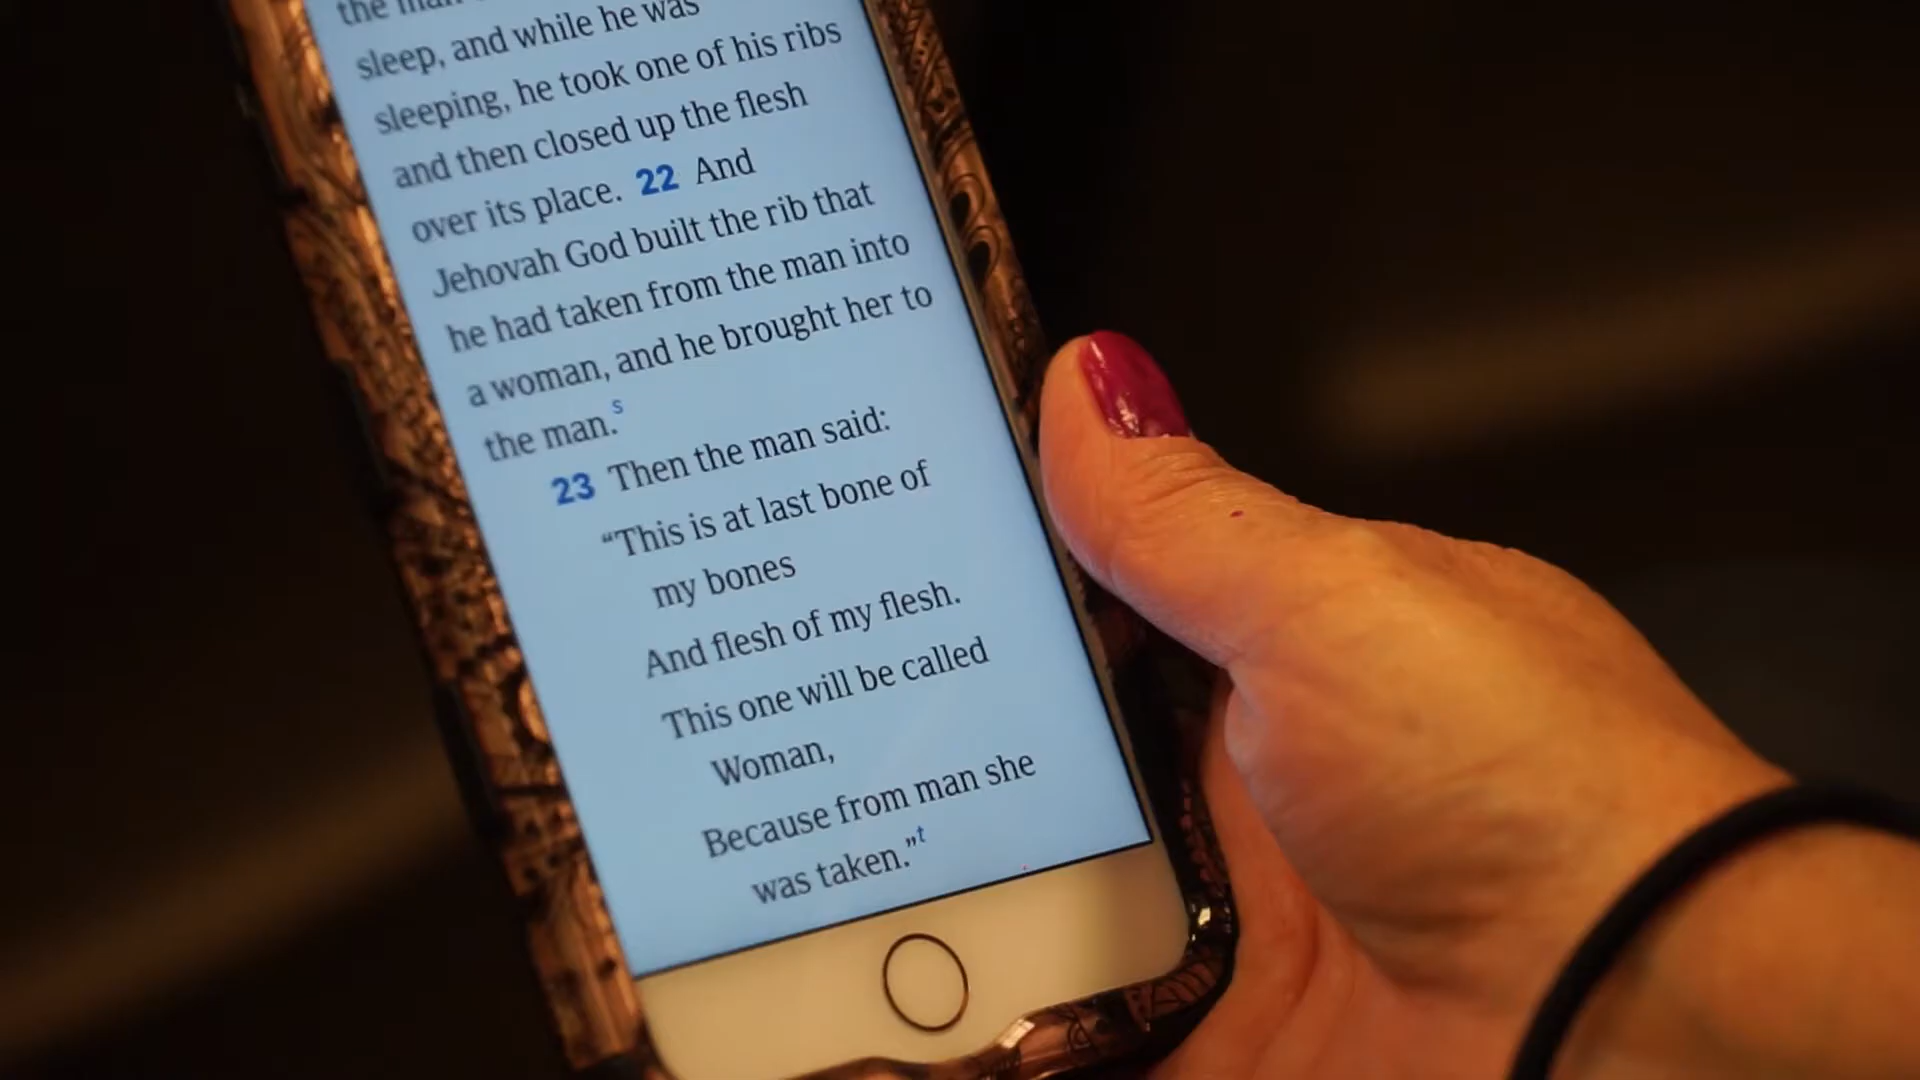 the man
sleep, and while he was
sleeping, he took one of his ribs
and then closed up the flesh
over its place. 22 And
Jehovah God built the rib that
he had taken from the man into
a woman, and he brought her to
the man.s
23 Then the man said:
“This is at last bone of
my bones
And flesh of my flesh.
This one will be called
Woman,
Because from man she
was taken.”t